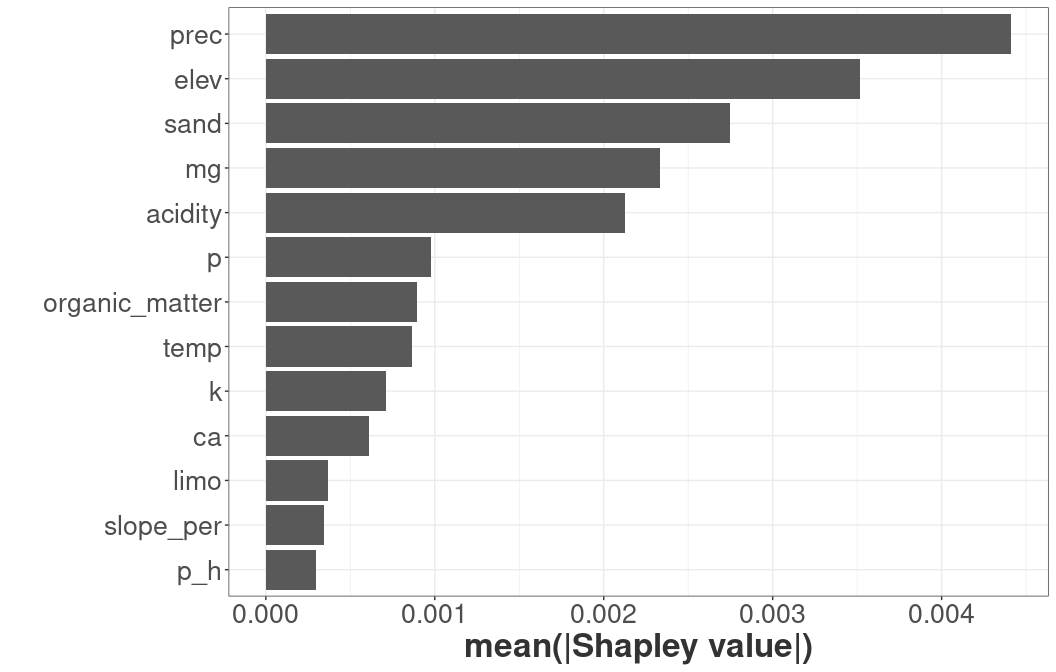 prec
elev
sand
mg
acidity
p
organic_matter
temp
k
ca
limo
slope_per
p_h
0.000 0.001 0.002 0.003 0.004
mean(|Shapley value|)